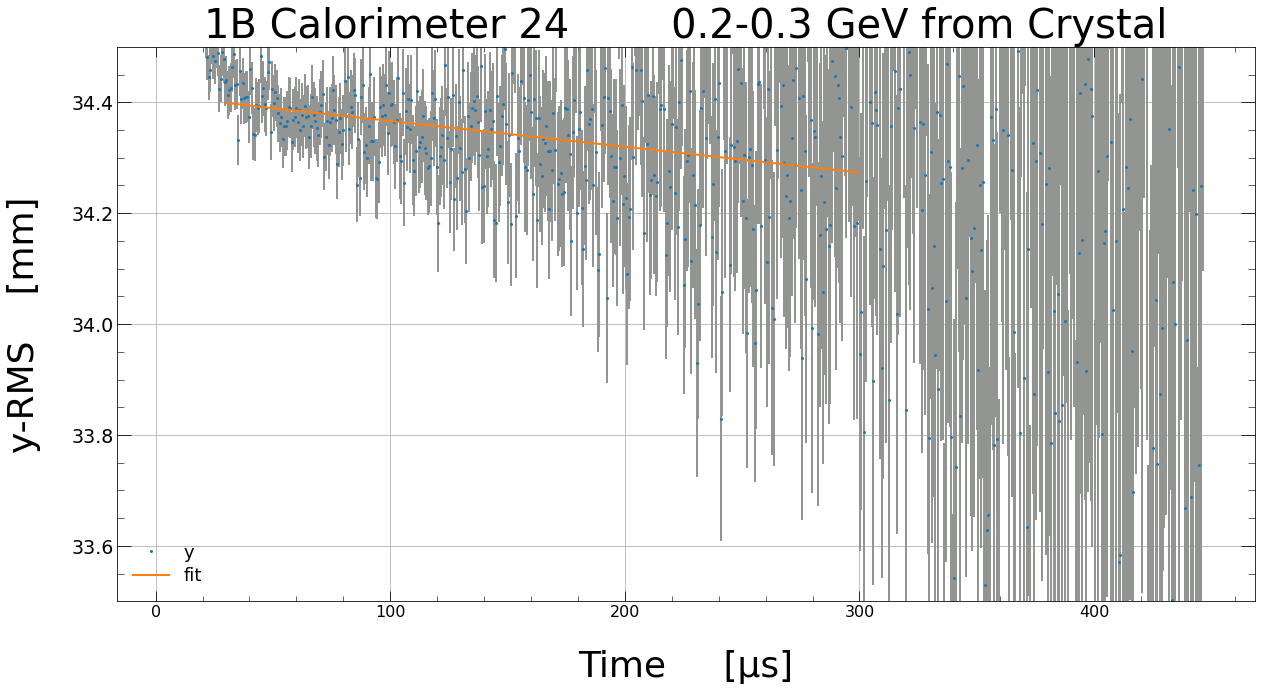 1B Calorimeter 24 0.2-0.3 GeV from Crystal
y-RMS [mm]
34.4
34.2
34.0
33.8
33.6
y
fit
0 100 200 300 400
Time [µs]